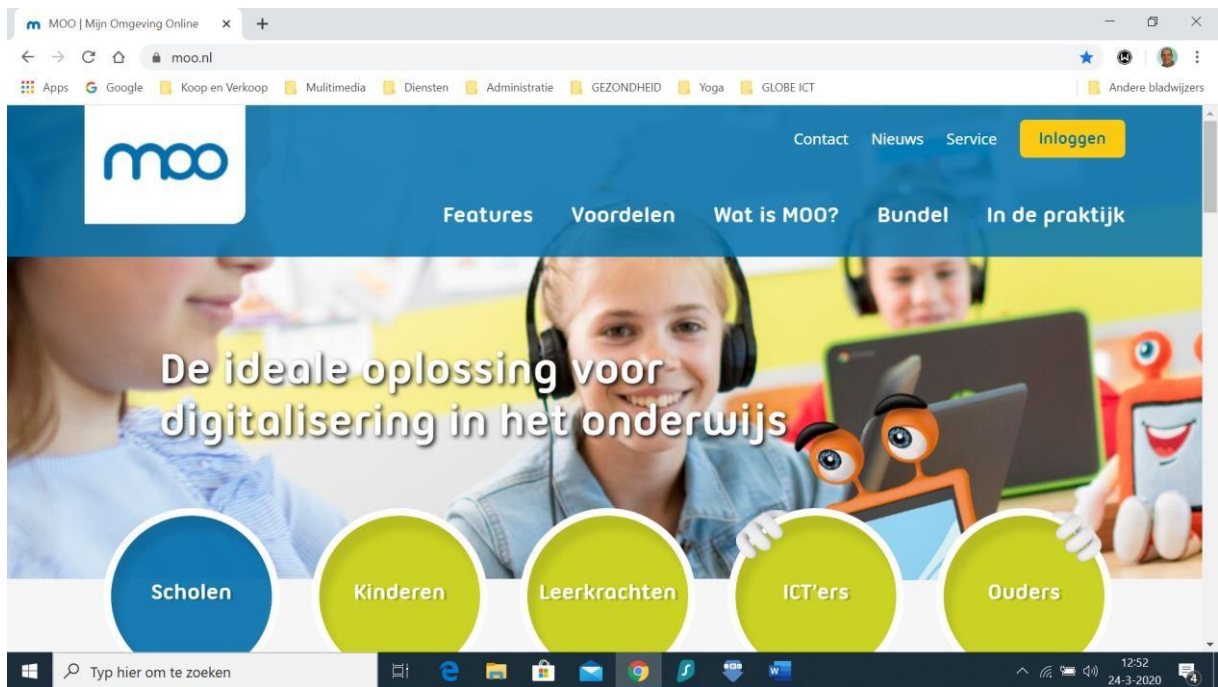 MOO | Mijn Omgeving Online
moo.nl
Apps Google Koop en Verkoop Mulitimedia Diensten Administratie GEZONDHEID Yoga GLOBE ICT Andere bladwijzers
moo
Contact Nieuws Service Inloggen
Features Voordelen Wat is MOO? Bundel In de praktijk
De ideale oplossing voor
digitalisering in het onderwijs
Scholen Kinderen Leerkrachten ICT'ers Ouders
Typ hier om te zoeken
12:52
24-3-2020
4